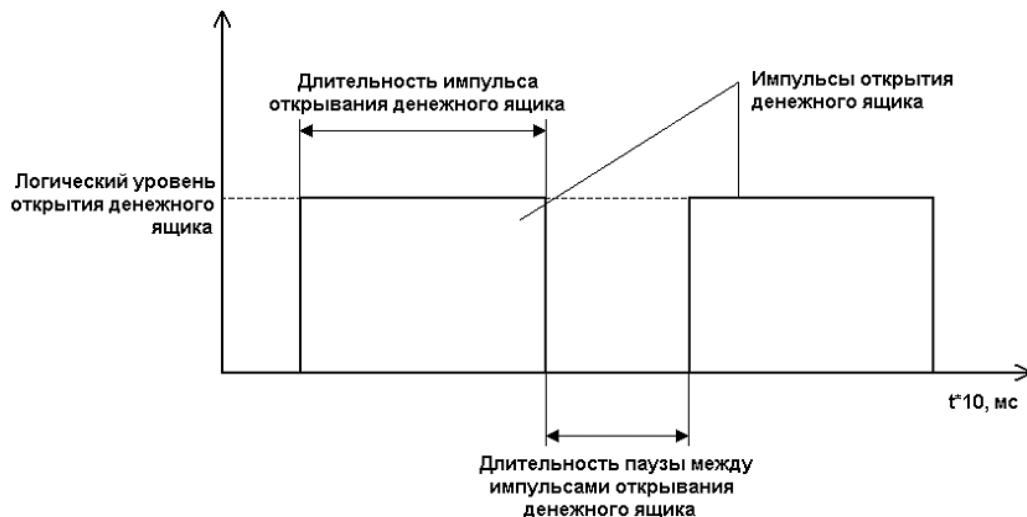 Длительность импульса
открывания денежного ящика
Импульсы открытия
денежного ящика
Логический уровень
открытия денежного
ящика
t*10, мс
Длительность паузы между
импульсами открывания
денежного ящика